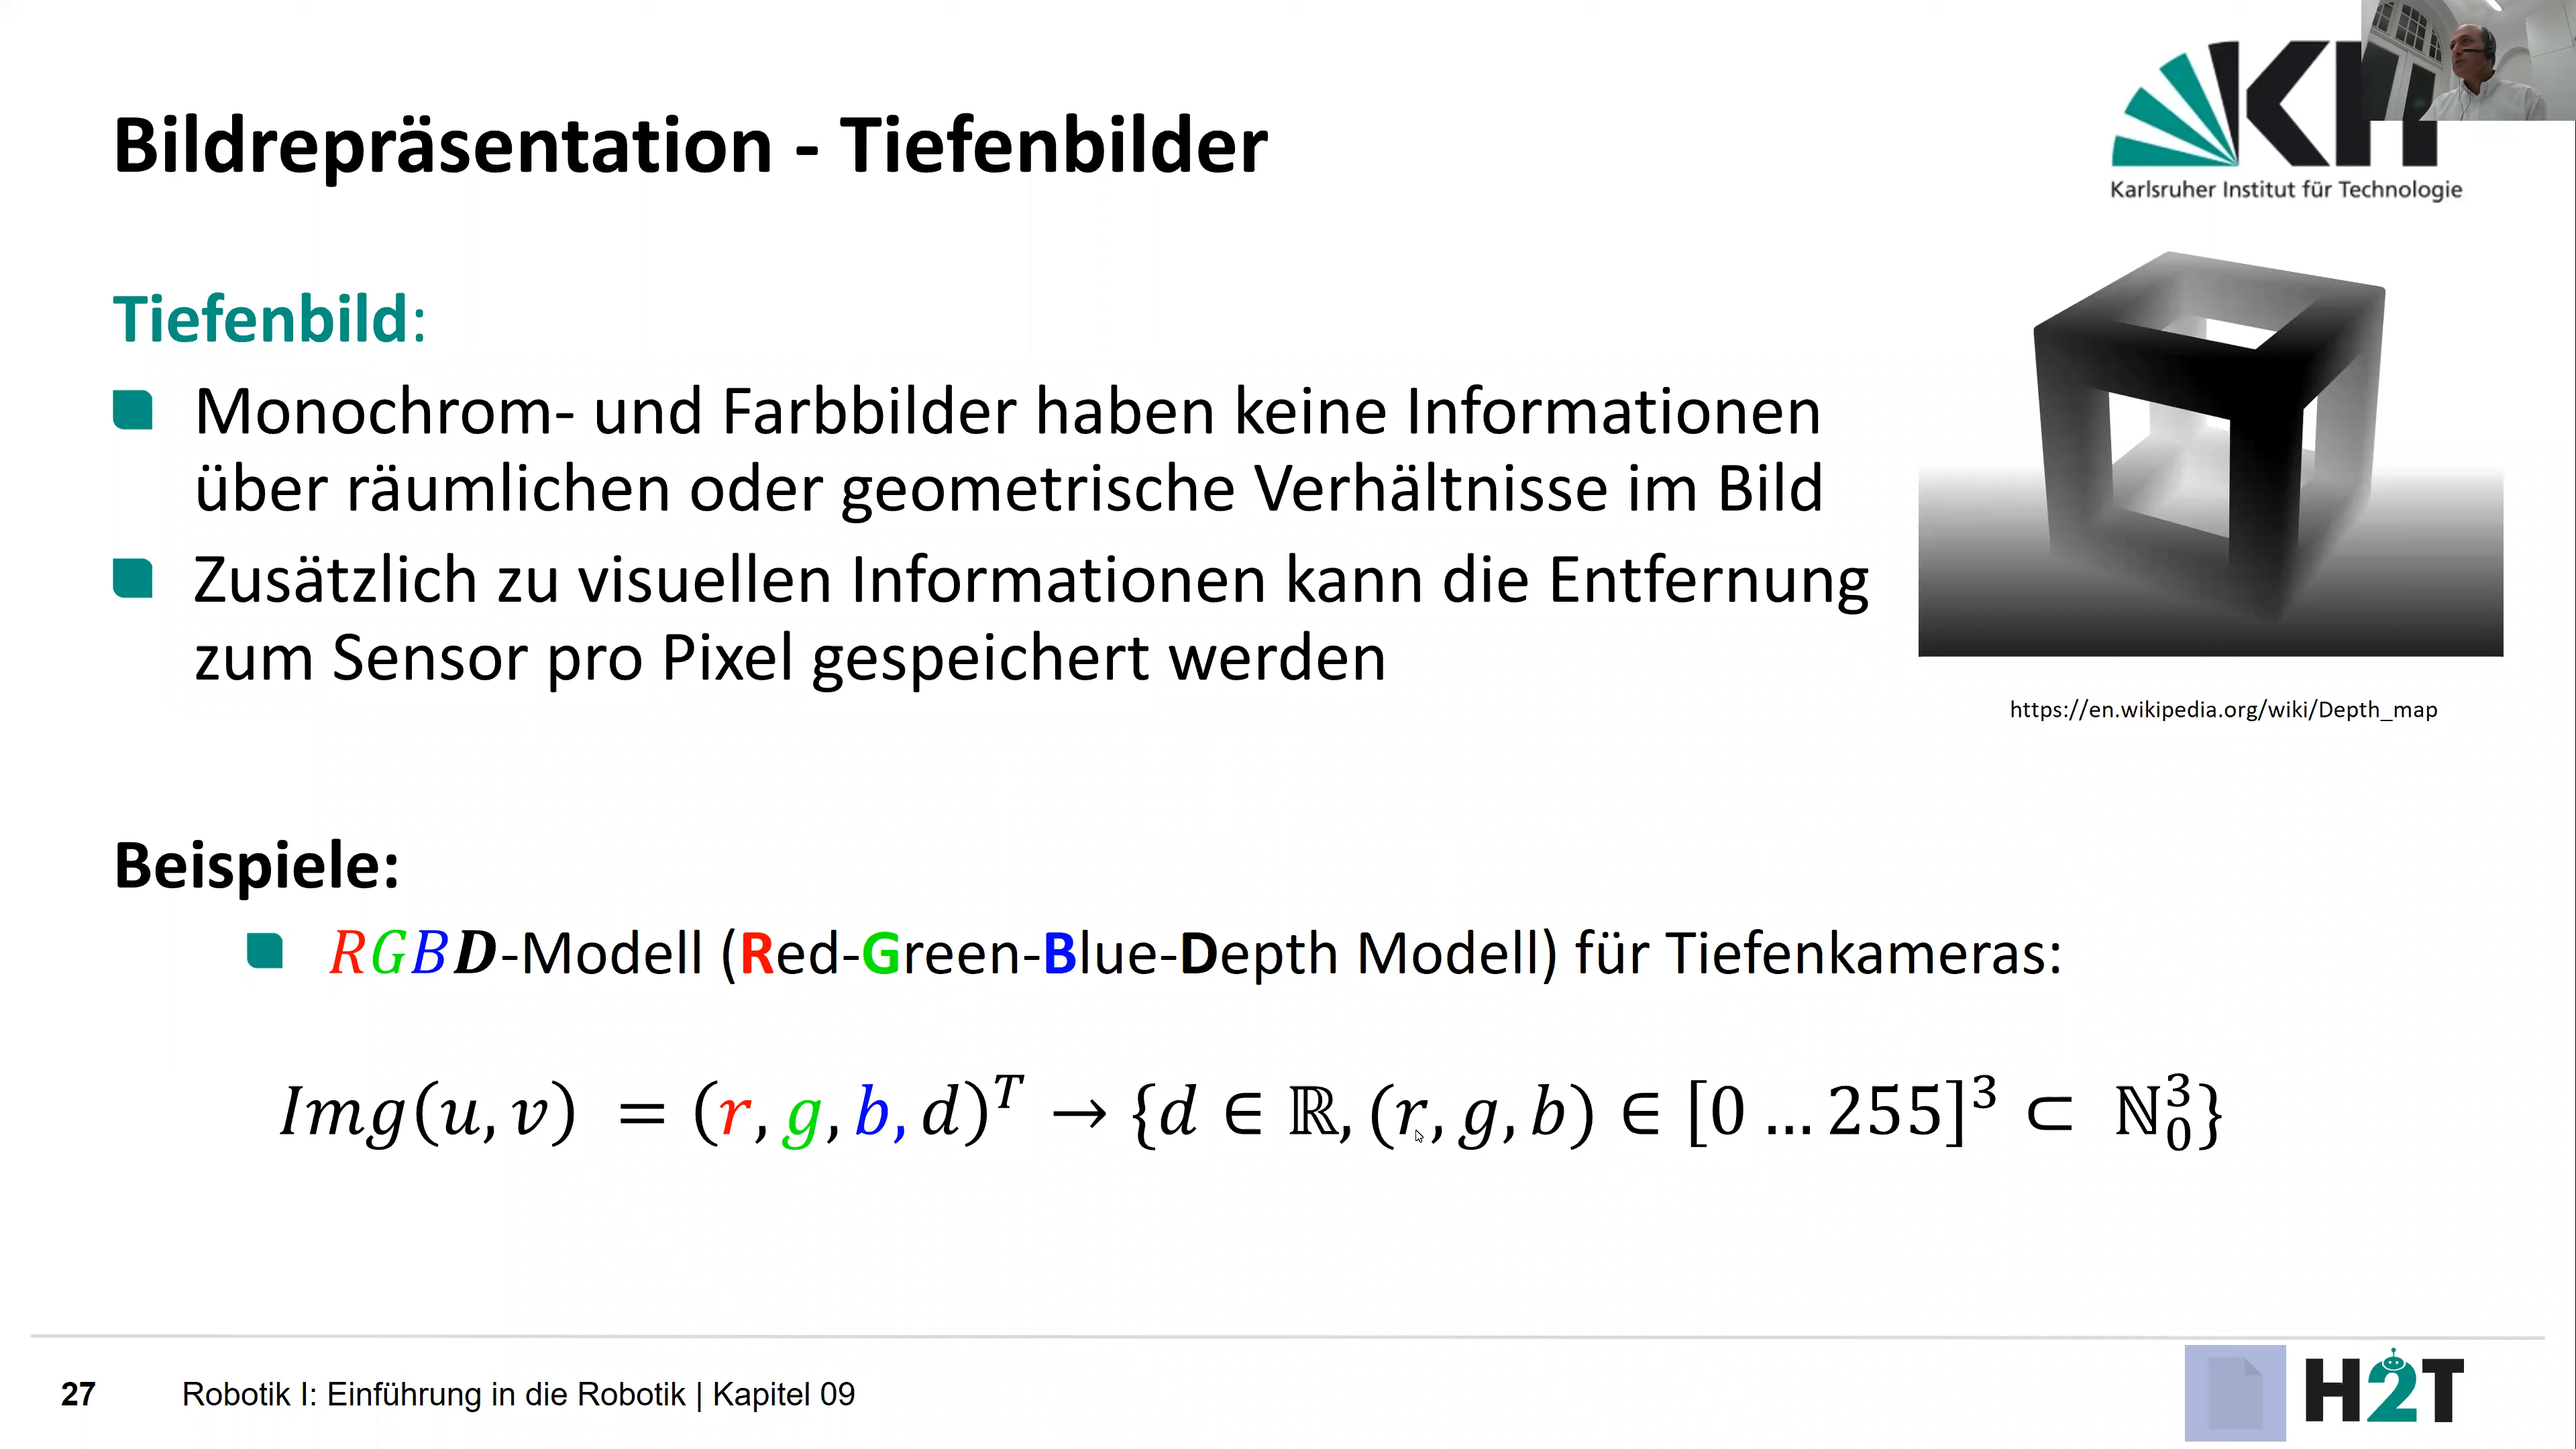 Bildrepräsentation - Tiefenbilder
Karlsruher Institut für Technologie
Tiefenbild:
Monochrom- und Farbbilder haben keine Informationen
über räumlichen oder geometrische Verhältnisse im Bild
Zusätzlich zu visuellen Informationen kann die Entfernung
zum Sensor pro Pixel gespeichert werden
https://en.wikipedia.org/wiki/Depth_map
Beispiele:
RGBD-Modell (Red-Green-Blue-Depth Modell) für Tiefenkameras:
Img(u, v) = (r, g, b, d)ᵀ → {d ∈ ℝ, (r, g, b) ∈ [0 … 255]³ ⊂ ℕ₀³}
27 Robotik I: Einführung in die Robotik | Kapitel 09
H2T